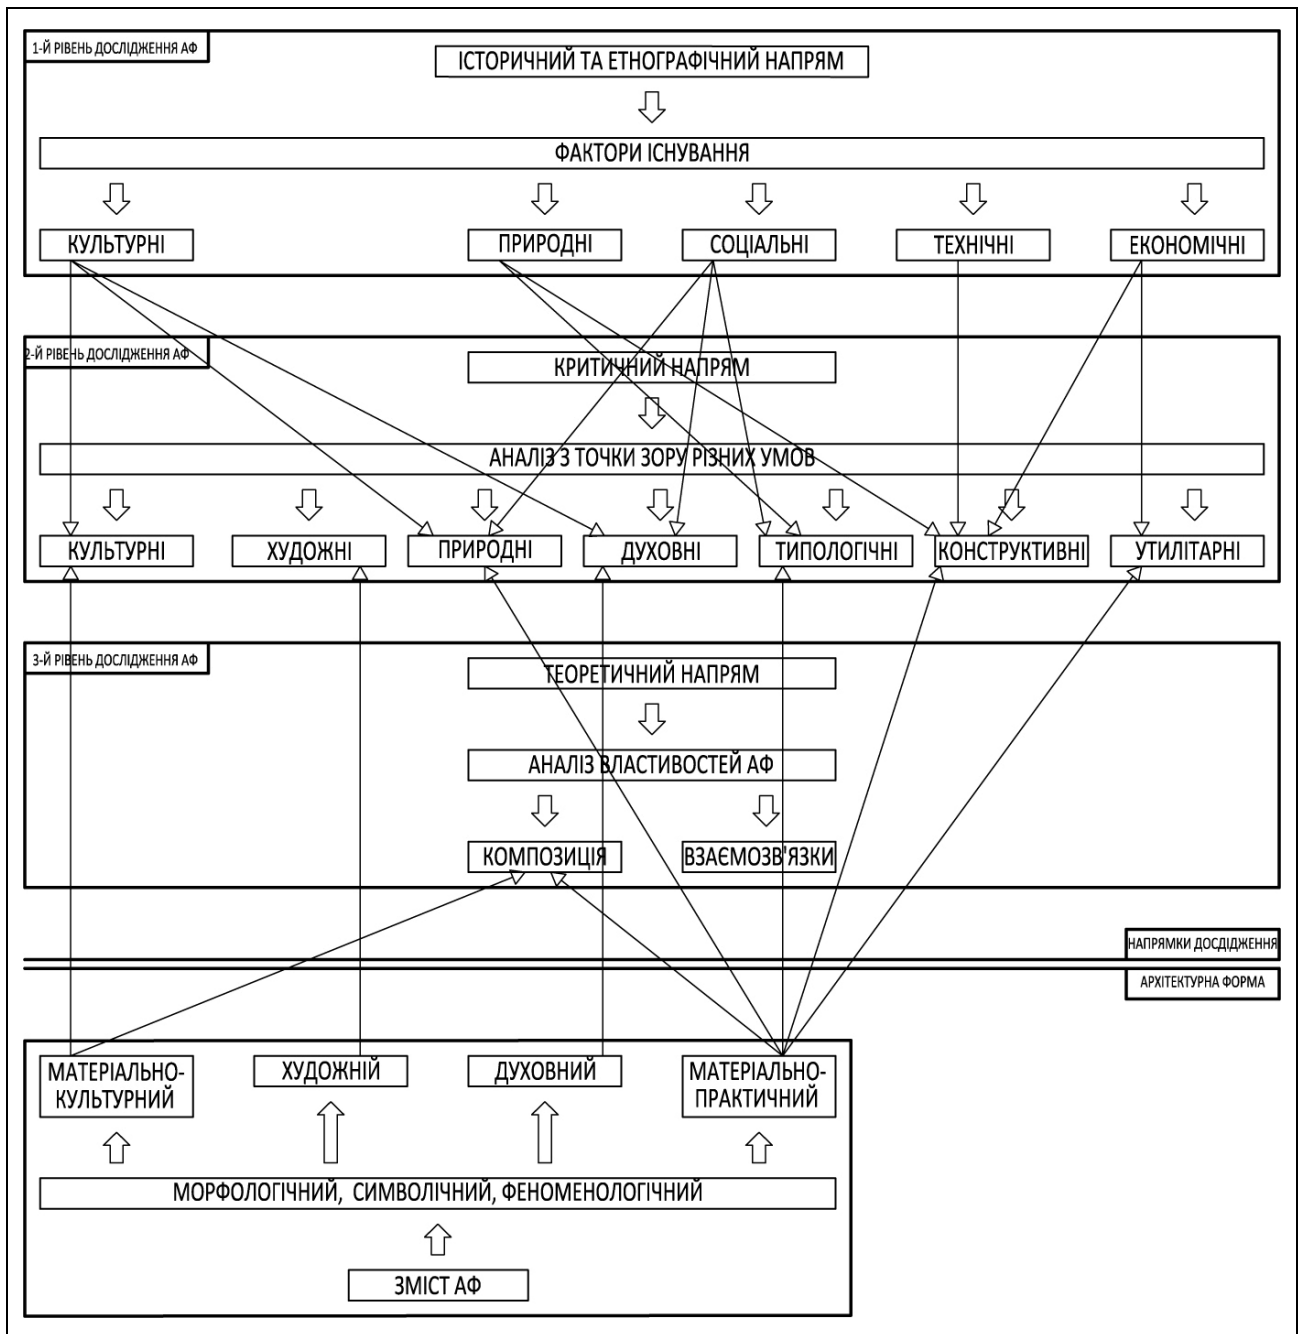 1-Й РІВЕНЬ ДОСЛІДЖЕННЯ АФ
ІСТОРИЧНИЙ ТА ЕТНОГРАФІЧНИЙ НАПРЯМ
ФАКТОРИ ІСНУВАННЯ
КУЛЬТУРНІ
ПРИРОДНІ
СОЦІАЛЬНІ
ТЕХНІЧНІ
ЕКОНОМІЧНІ
2-Й РІВЕНЬ ДОСЛІДЖЕННЯ АФ
КРИТИЧНИЙ НАПРЯМ
АНАЛІЗ З ТОЧКИ ЗОРУ РІЗНИХ УМОВ
КУЛЬТУРНІ
ХУДОЖНІ
ПРИРОДНІ
ДУХОВНІ
ТИПОЛОГІЧНІ
КОНСТРУКТИВНІ
УТИЛІТАРНІ
3-Й РІВЕНЬ ДОСЛІДЖЕННЯ АФ
ТЕОРЕТИЧНИЙ НАПРЯМ
АНАЛІЗ ВЛАСТИВОСТЕЙ АФ
КОМПОЗИЦІЯ
ВЗАЄМОЗВ'ЯЗКИ
НАПРЯМКИ ДОСДІДЖЕННЯ
АРХІТЕКТУРНА ФОРМА
МАТЕРІАЛЬНО-
КУЛЬТУРНИЙ
ХУДОЖНІЙ
ДУХОВНИЙ
МАТЕРІАЛЬНО-
ПРАКТИЧНИЙ
МОРФОЛОГІЧНИЙ, СИМВОЛІЧНИЙ, ФЕНОМЕНОЛОГІЧНИЙ
ЗМІСТ АФ